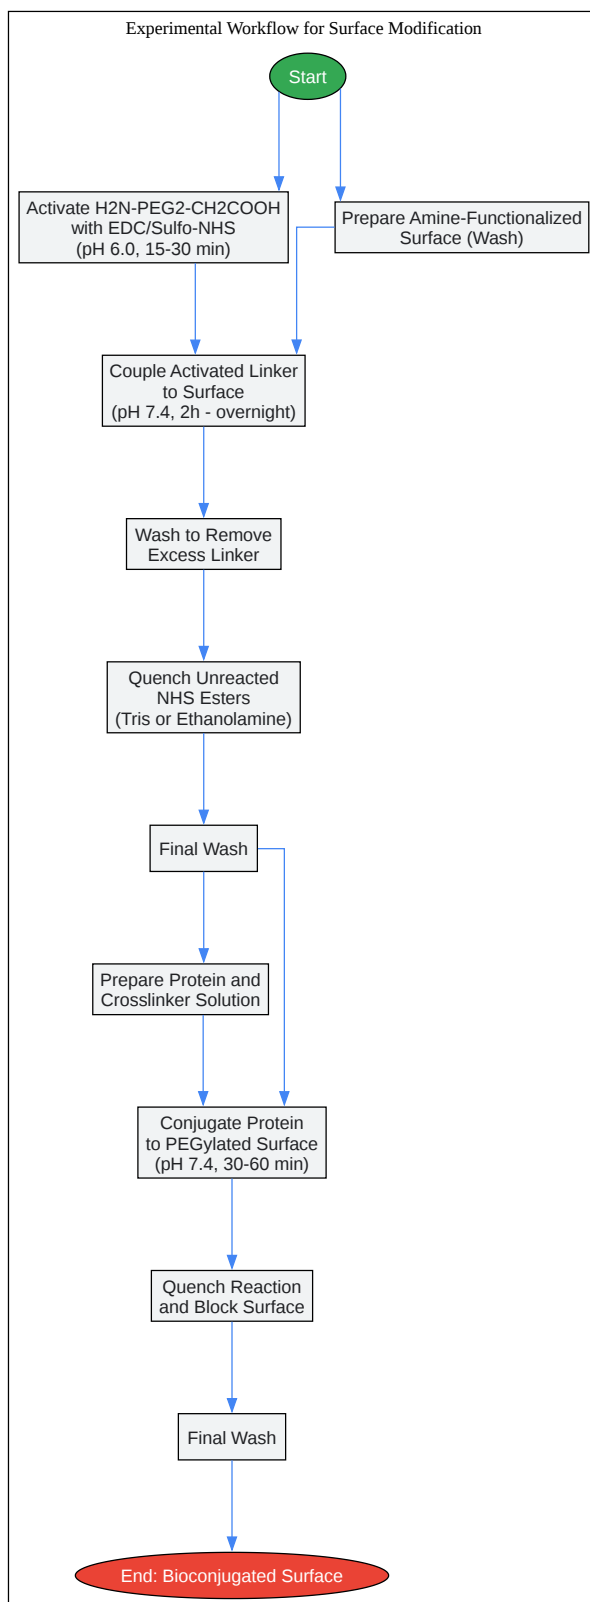 Experimental Workflow for Surface Modification
Start
Activate H2N-PEG2-CH2COOH
with EDC/Sulfo-NHS
(pH 6.0, 15-30 min)
Prepare Amine-Functionalized
Surface (Wash)
Couple Activated Linker
to Surface
(pH 7.4, 2h - overnight)
Wash to Remove
Excess Linker
Quench Unreacted
NHS Esters
(Tris or Ethanolamine)
Final Wash
Prepare Protein and
Crosslinker Solution
Conjugate Protein
to PEGylated Surface
(pH 7.4, 30-60 min)
Quench Reaction
and Block Surface
Final Wash
End: Bioconjugated Surface